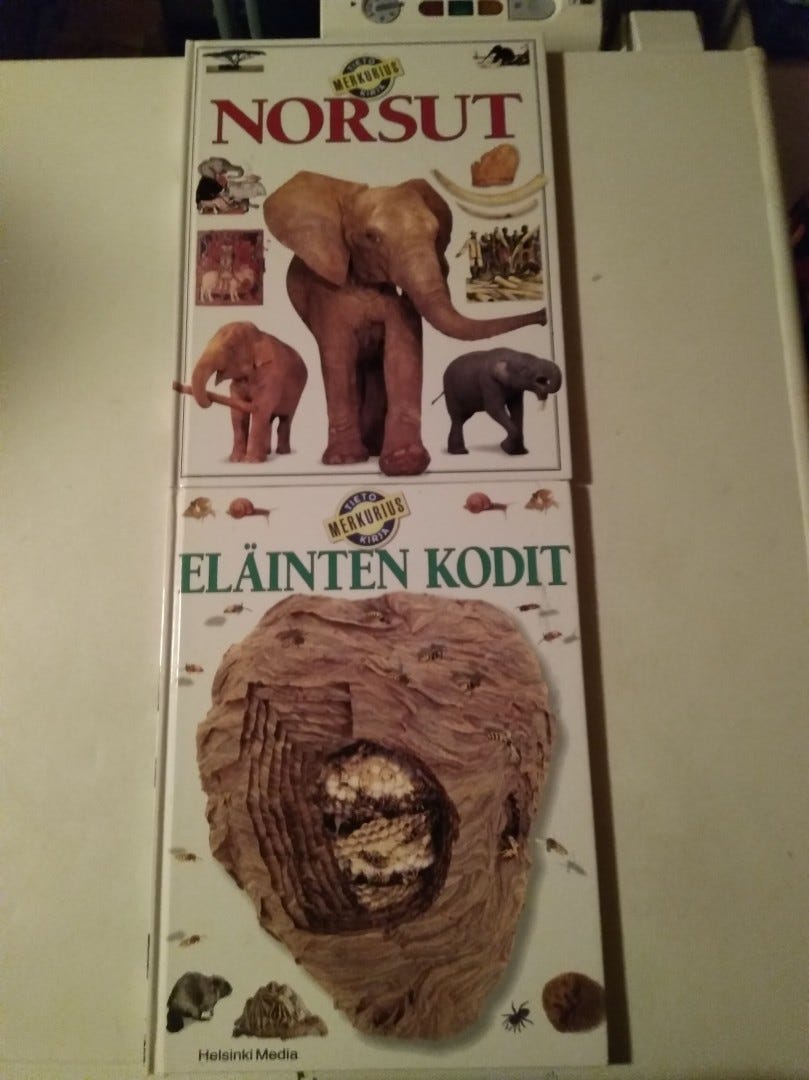 TIETO
MERKURIUS
KIRJA
NORSUT
TIETO
MERKURIUS
KIRJA
ELÄINTEN KODIT
Helsinki Media